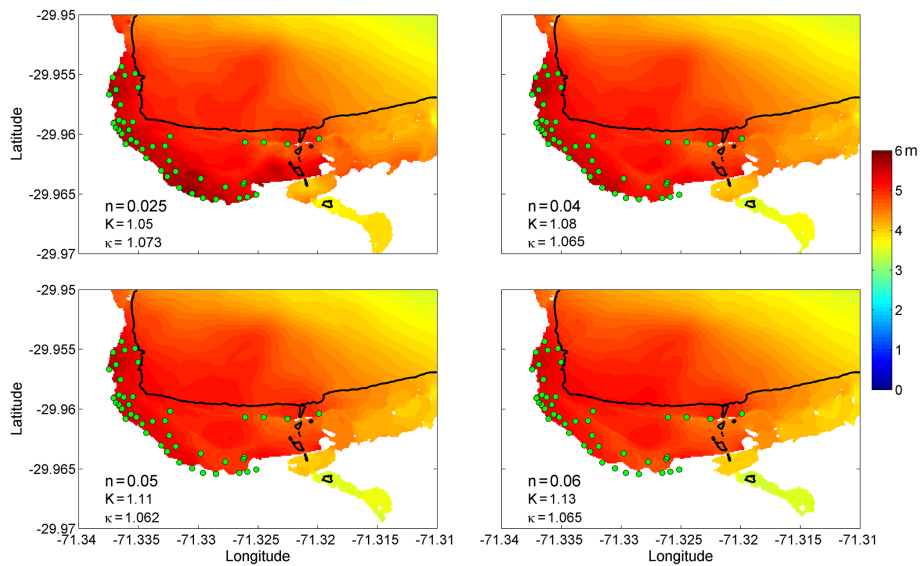 -29.95
-29.955
-29.96
-29.965
-29.97
Latitude
n=0.025
K=1.05
κ=1.073
n=0.04
K=1.08
κ=1.065
6 m
5
4
3
2
1
0
-29.95
-29.955
-29.96
-29.965
-29.97
Latitude
n=0.05
K=1.11
κ=1.062
n=0.06
K=1.13
κ=1.065
-71.34 -71.335 -71.33 -71.325 -71.32 -71.315 -71.31
Longitude
-71.34 -71.335 -71.33 -71.325 -71.32 -71.315 -71.31
Longitude